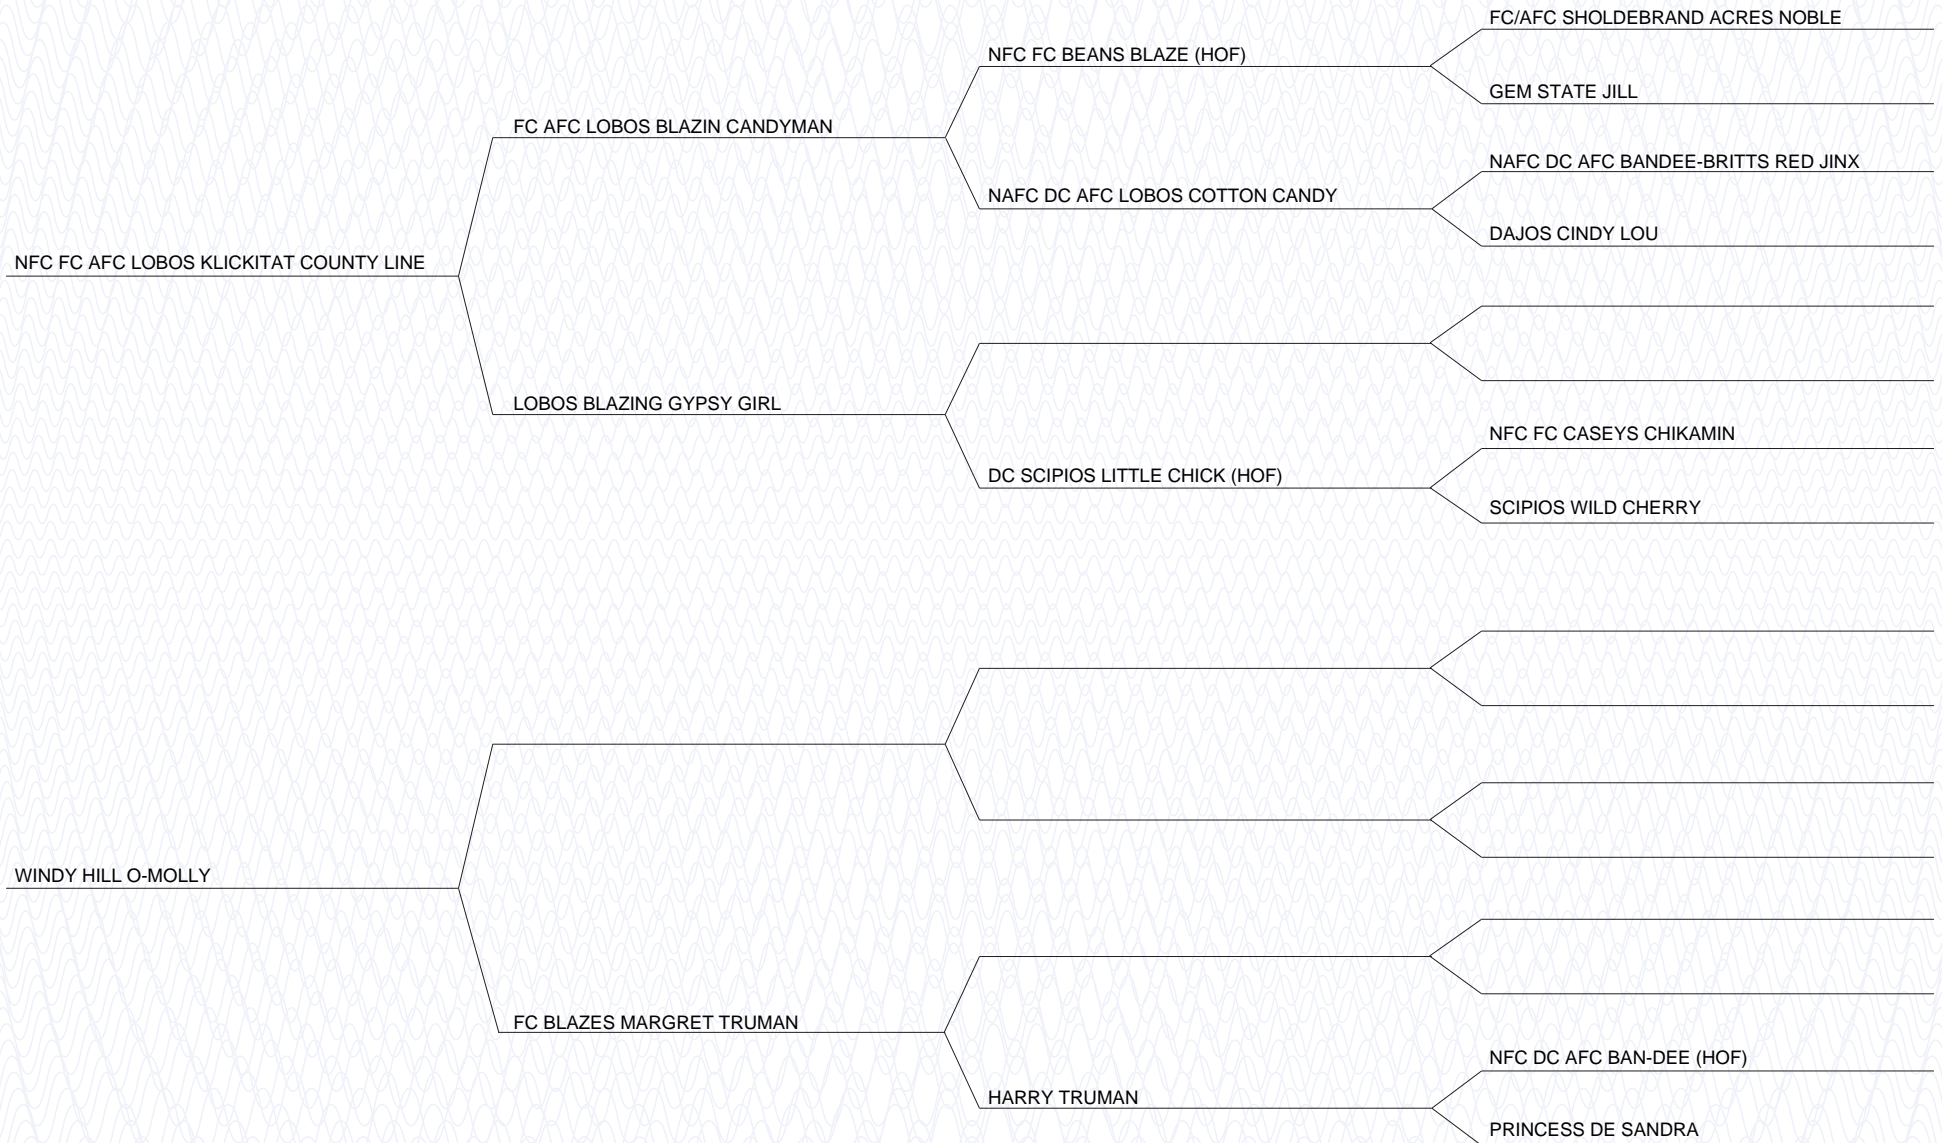 FC/AFC SHOLDEBRAND ACRES NOBLE
NFC FC BEANS BLAZE (HOF)
GEM STATE JILL
FC AFC LOBOS BLAZIN CANDYMAN
NAFC DC AFC BANDEE-BRITTS RED JINX
NAFC DC AFC LOBOS COTTON CANDY
DAJOS CINDY LOU
NFC FC AFC LOBOS KLICKITAT COUNTY LINE
LOBOS BLAZING GYPSY GIRL
NFC FC CASEYS CHIKAMIN
DC SCIPIOS LITTLE CHICK (HOF)
SCIPIOS WILD CHERRY
WINDY HILL O-MOLLY
FC BLAZES MARGRET TRUMAN
NFC DC AFC BAN-DEE (HOF)
HARRY TRUMAN
PRINCESS DE SANDRA